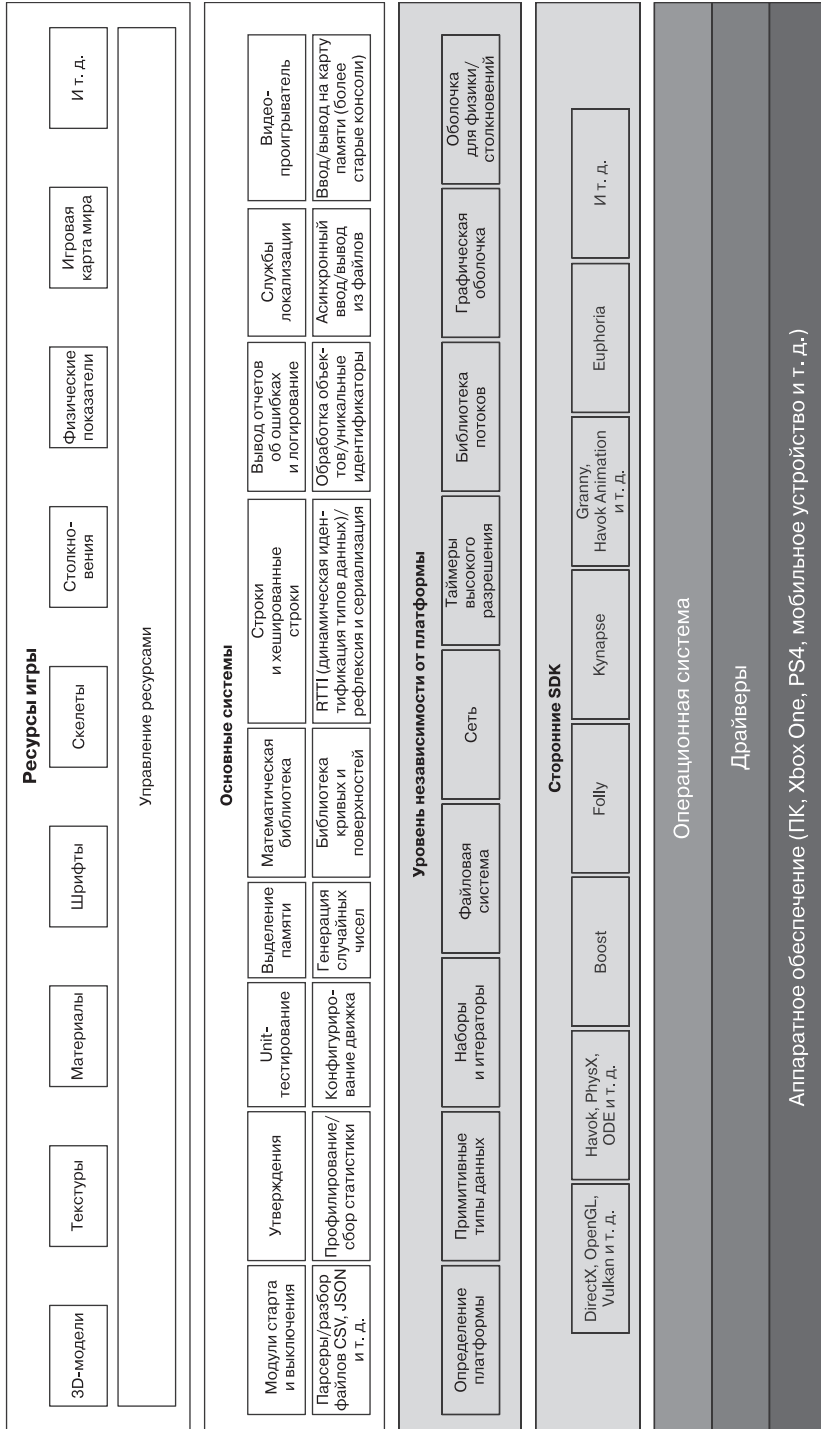 Ресурсы игры
3D-модели
Текстуры
Материалы
Шрифты
Скелеты
Столкно-
вения
Физические
показатели
Игровая
карта мира
И т. д.
Управление ресурсами
Основные системы
Модули старта
и выключения
Утверждения
Unit-
тестирование
Выделение
памяти
Математическая
библиотека
Строки
и хешированные
строки
Вывод отчетов
об ошибках
и логирование
Службы
локализации
Видео-
проигрыватель
Парсеры/разбор
файлов CSV, JSON
и т. д.
Профилирование/
сбор статистики
Конфигуриро-
вание движка
Генерация
случайных
чисел
Библиотека
кривых и
поверхностей
RTTI (динамическая иден-
тификация типов данных)/
рефлексия и сериализация
Обработка объек-
тов/уникальные
идентификаторы
Асинхронный
ввод/вывод
из файлов
Ввод/вывод на карту
памяти (более
старые консоли)
Уровень независимости от платформы
Определение
платформы
Примитивные
типы данных
Наборы
и итераторы
Файловая
система
Сеть
Таймеры
высокого
разрешения
Библиотека
потоков
Графическая
оболочка
Оболочка
для физики/
столкновений
Сторонние SDK
DirectX, OpenGL,
Vulkan и т. д.
Havok, PhysX,
ODE и т. д.
Boost
Folly
Kynapse
Granny,
Havok Animation
и т. д.
Euphoria
И т. д.
Операционная система
Драйверы
Аппаратное обеспечение (ПК, Xbox One, PS4, мобильное устройство и т. д.)